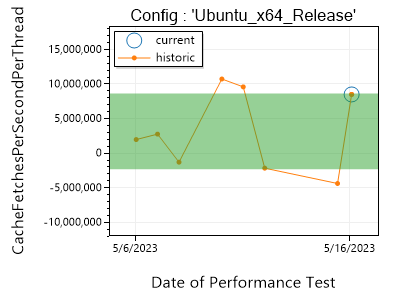 Config : 'Ubuntu_x64_Release'
current
historic
CacheFetchesPerSecondPerThread
15,000,000
10,000,000
5,000,000
0
-5,000,000
-10,000,000
5/6/2023
5/16/2023
Date of Performance Test